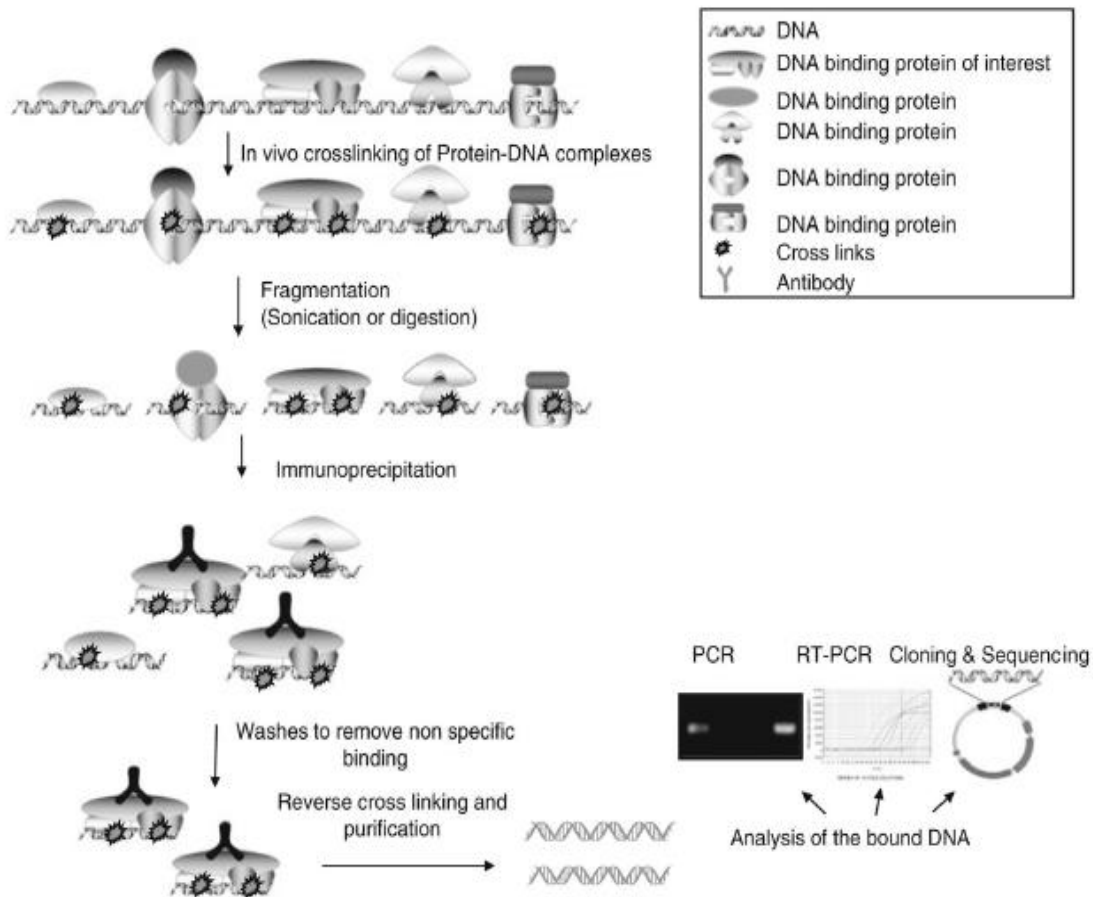 DNA
DNA binding protein of interest
DNA binding protein
DNA binding protein
DNA binding protein
DNA binding protein
Cross links
Antibody
In vivo crosslinking of Protein-DNA complexes
Fragmentation
(Sonication or digestion)
Immunoprecipitation
Washes to remove non specific
binding
Reverse cross linking and
purification
PCR
RT-PCR
Cloning & Sequencing
Analysis of the bound DNA